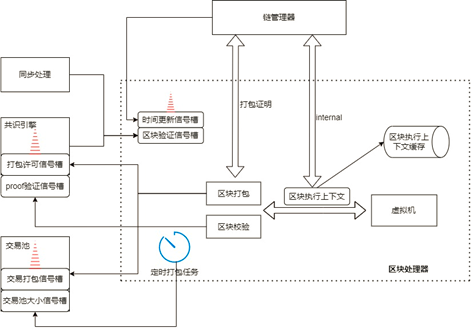 链管理器
同步处理
时间更新信号槽
区块验证信号槽
打包证明
internal
区块执行上
下文缓存
共识引擎
打包许可信号槽
proof验证信号槽
区块打包
区块执行上下文
虚拟机
区块校验
交易池
交易打包信号槽
交易池大小信号槽
定时打包任务
区块处理器